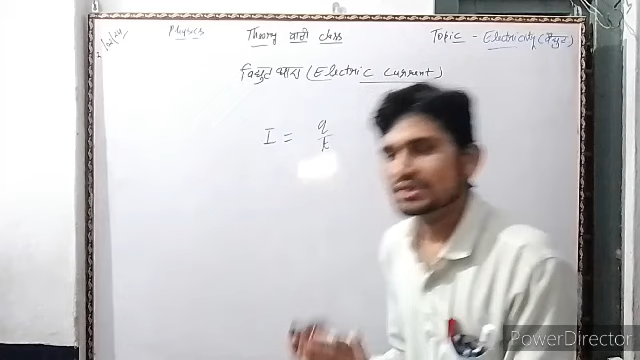 Physics Theory वाली Class Topic - Electricity (विद्युत)
विद्युत धारा (Electric Current)
I = q/t
PowerDirector